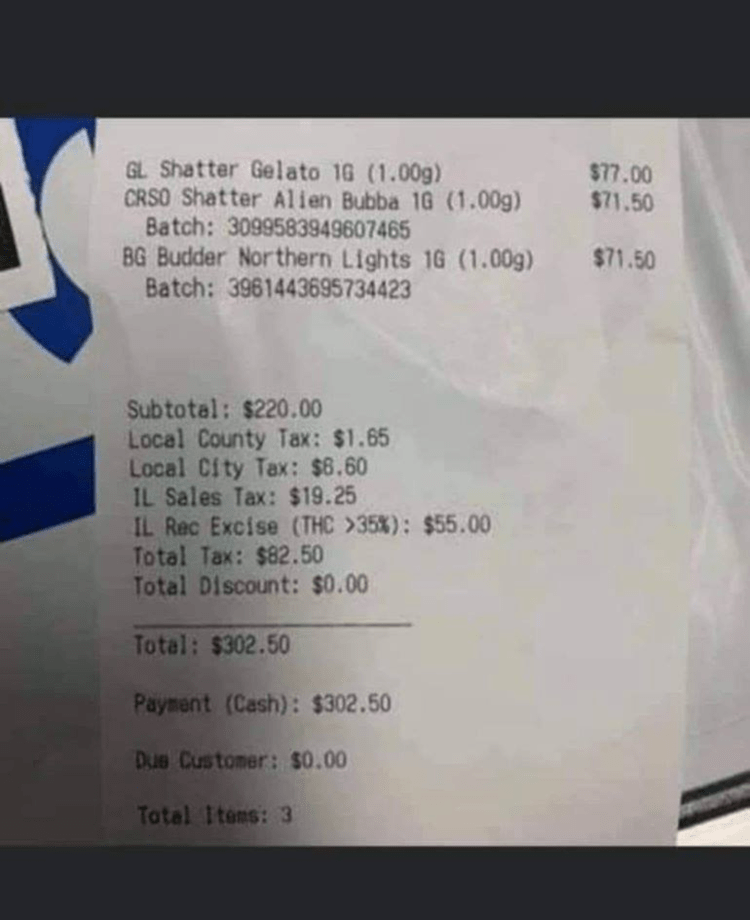 GL Shatter Gelato 1G (1.00g) $77.00
CRSO Shatter Alien Bubba 1G (1.00g) $71.50
Batch: 3099583949607465
BG Budder Northern Lights 1G (1.00g) $71.50
Batch: 3961443695734423
Subtotal: $220.00
Local County Tax: $1.65
Local City Tax: $6.60
IL Sales Tax: $19.25
IL Rec Excise (THC >35%): $55.00
Total Tax: $82.50
Total Discount: $0.00
Total: $302.50
Payment (Cash): $302.50
Due Customer: $0.00
Total Items: 3